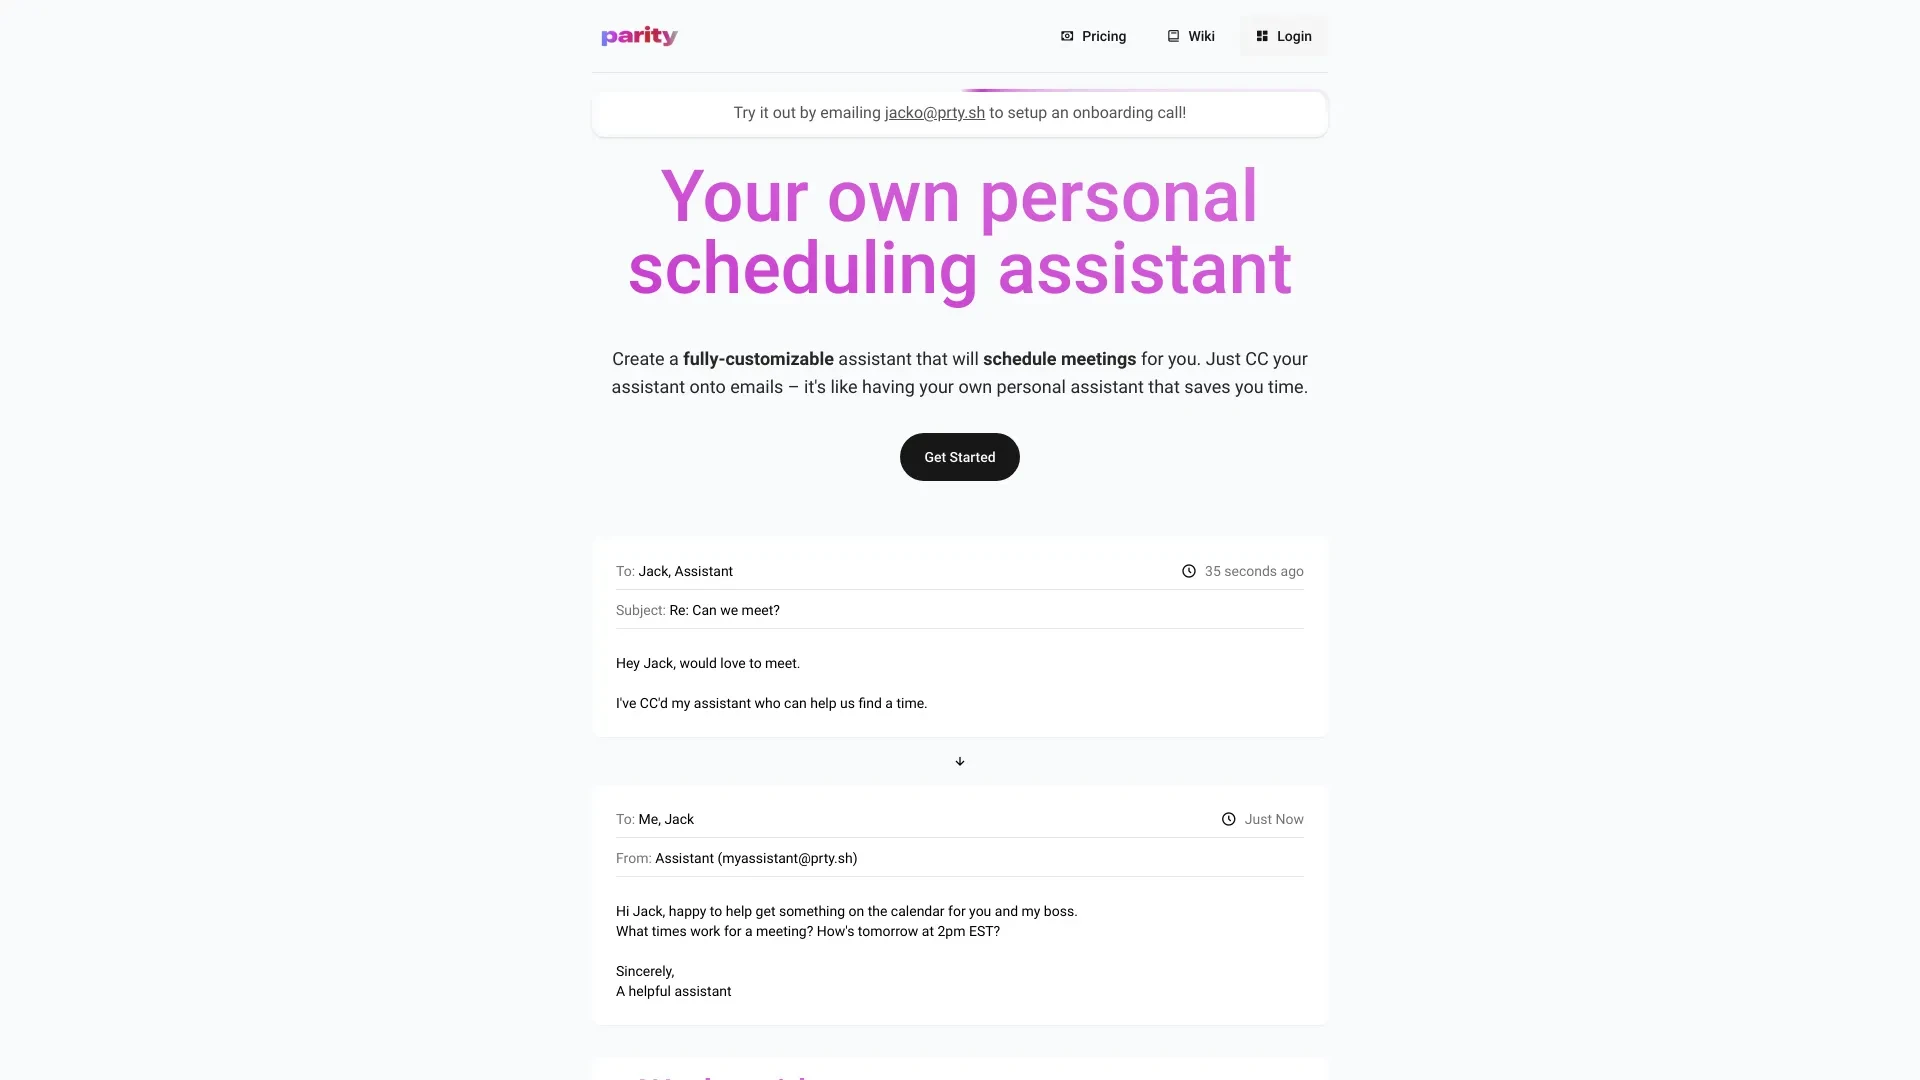 parity
Pricing
Wiki
Login
Try it out by emailing jacko@prty.sh to setup an onboarding call!
Your own personal
scheduling assistant
Create a fully-customizable assistant that will schedule meetings for you. Just CC your
assistant onto emails – it's like having your own personal assistant that saves you time.
Get Started
To: Jack, Assistant
35 seconds ago
Subject: Re: Can we meet?
Hey Jack, would love to meet.
I've CC'd my assistant who can help us find a time.
To: Me, Jack
Just Now
From: Assistant (myassistant@prty.sh)
Hi Jack, happy to help get something on the calendar for you and my boss.
What times work for a meeting? How's tomorrow at 2pm EST?
Sincerely,
A helpful assistant